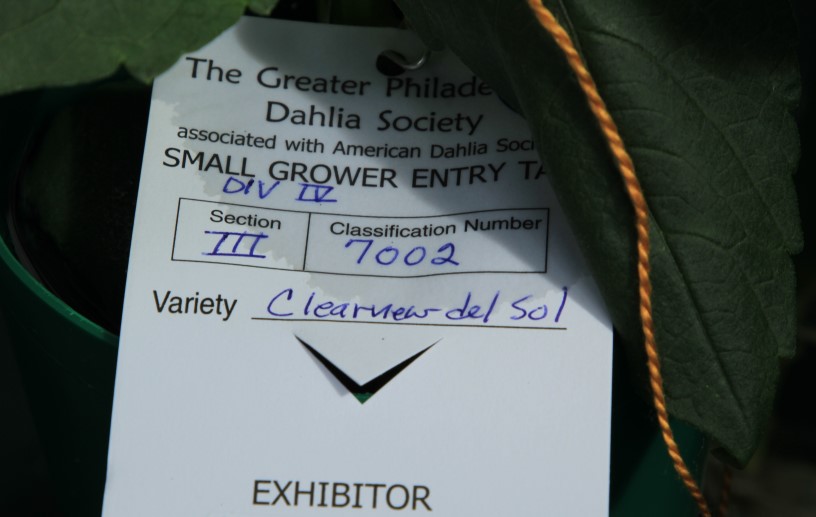 The Greater Philade
Dahlia Society
associated with American Dahlia Soci
SMALL GROWER ENTRY TA
DIV IV
Section
III
Classification Number
7002
Variety Clearview del Sol
EXHIBITOR